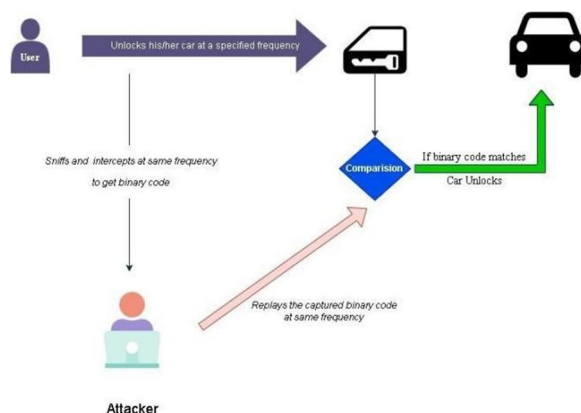 User
Unlocks his/her car at a specified frequency
Sniffs and intercepts at same frequency
to get binary code
Comparision
If binary code matches
Car Unlocks
Replays the captured binary code
at same frequency
Attacker